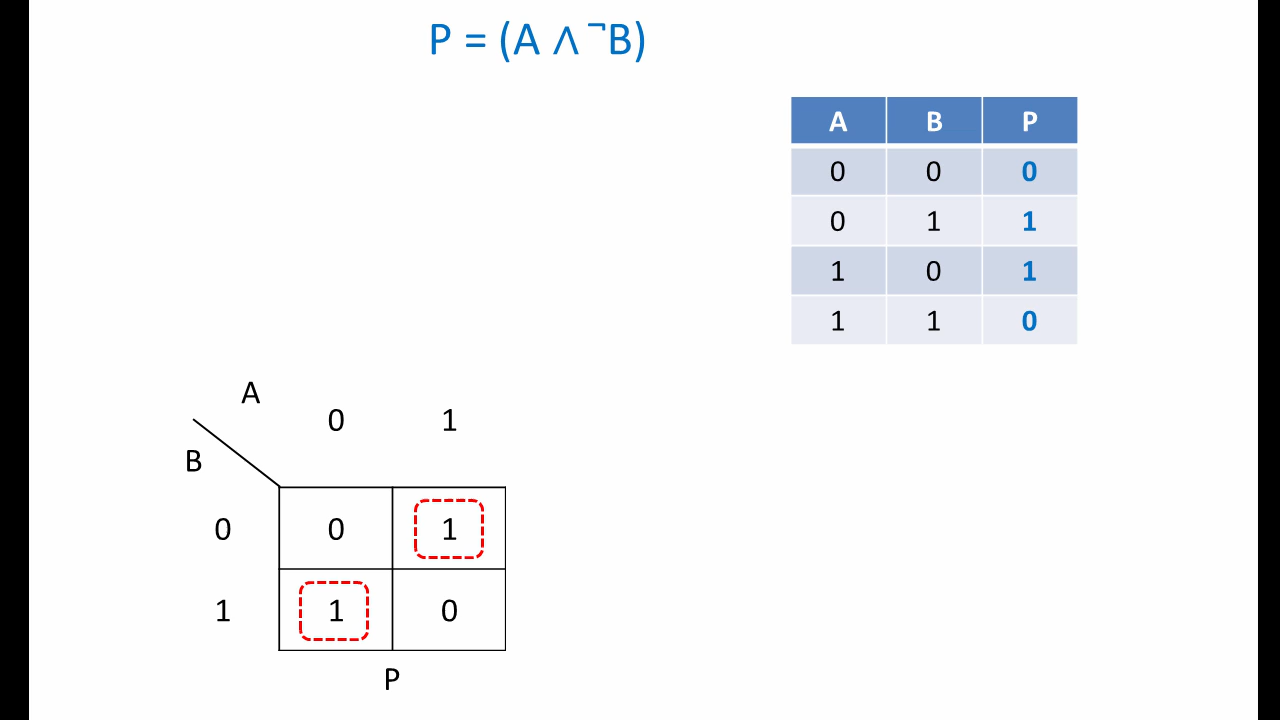 P = (A ∧ ¬B)
A B P
0 0 0
0 1 1
1 0 1
1 1 0
A
0 1
B
0 0 1
1 1 0
P